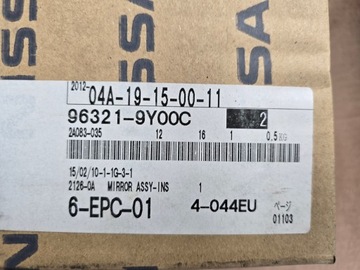 NISSAN
2012 04A-19-15-00-11
96321-9Y00C 2
2A083-035 12 16 1 0.5KG
15/02/10-1-1G-3-1
2126-0A MIRROR ASSY-INS 1
6-EPC-01 4-044EU ページ
01103